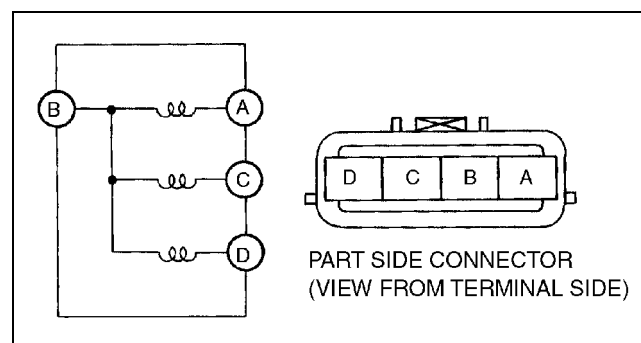 B
A
C
D
D C B A
PART SIDE CONNECTOR
(VIEW FROM TERMINAL SIDE)